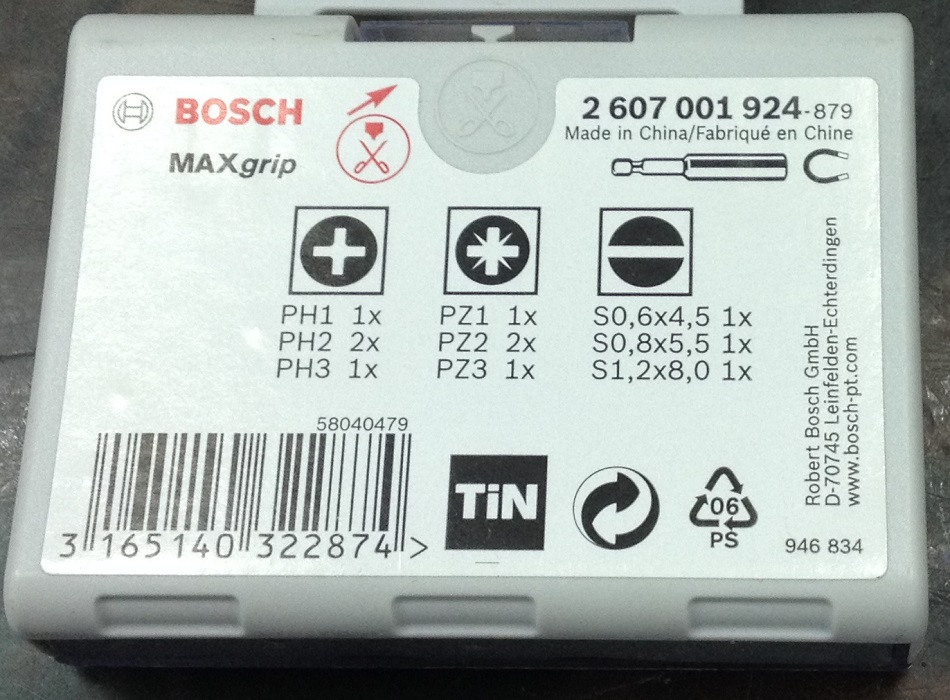 BOSCH
MAXgrip
2 607 001 924-879
Made in China/Fabriqué en Chine
PH1 1x
PH2 2x
PH3 1x
PZ1 1x
PZ2 2x
PZ3 1x
S0,6x4,5 1x
S0,8x5,5 1x
S1,2x8,0 1x
Robert Bosch GmbH
D-70745 Leinfelden-Echterdingen
www.bosch-pt.com
58040479
3 165140 322874 >
TiN
06
PS
946 834